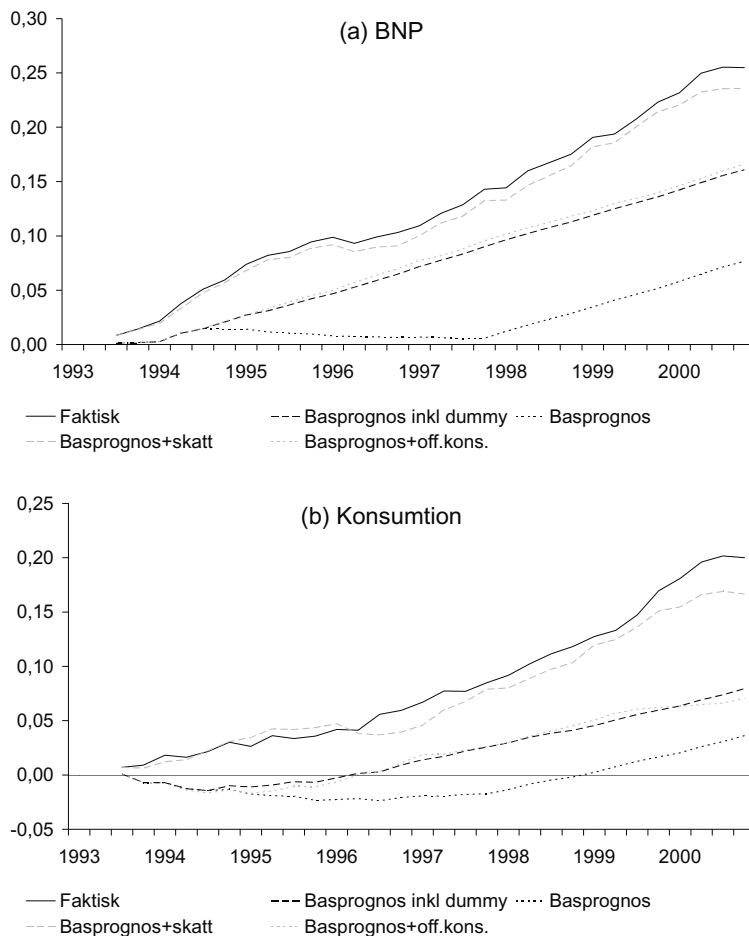 (a) BNP
0,30
0,25
0,20
0,15
0,10
0,05
0,00
1993 1994 1995 1996 1997 1998 1999 2000
Faktisk Basprognos inkl dummy Basprognos
Basprognos+skatt Basprognos+off.kons.
(b) Konsumtion
0,25
0,20
0,15
0,10
0,05
0,00
-0,05
1993 1994 1995 1996 1997 1998 1999 2000
Faktisk Basprognos inkl dummy Basprognos
Basprognos+skatt Basprognos+off.kons.